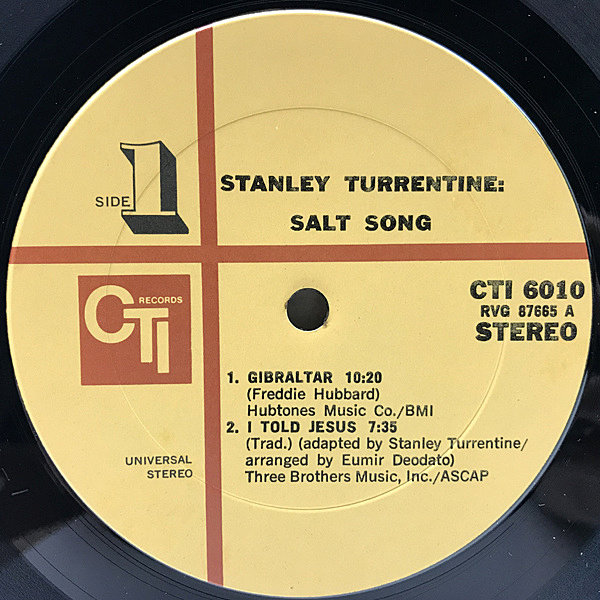 SIDE 1
STANLEY TURRENTINE:
SALT SONG
CTI RECORDS
CTI 6010
RVG 87665 A
STEREO
1. GIBRALTAR 10:20
(Freddie Hubbard)
Hubtones Music Co./BMI
2. I TOLD JESUS 7:35
(Trad.) (adapted by Stanley Turrentine/
arranged by Eumir Deodato)
Three Brothers Music, Inc./ASCAP
UNIVERSAL
STEREO